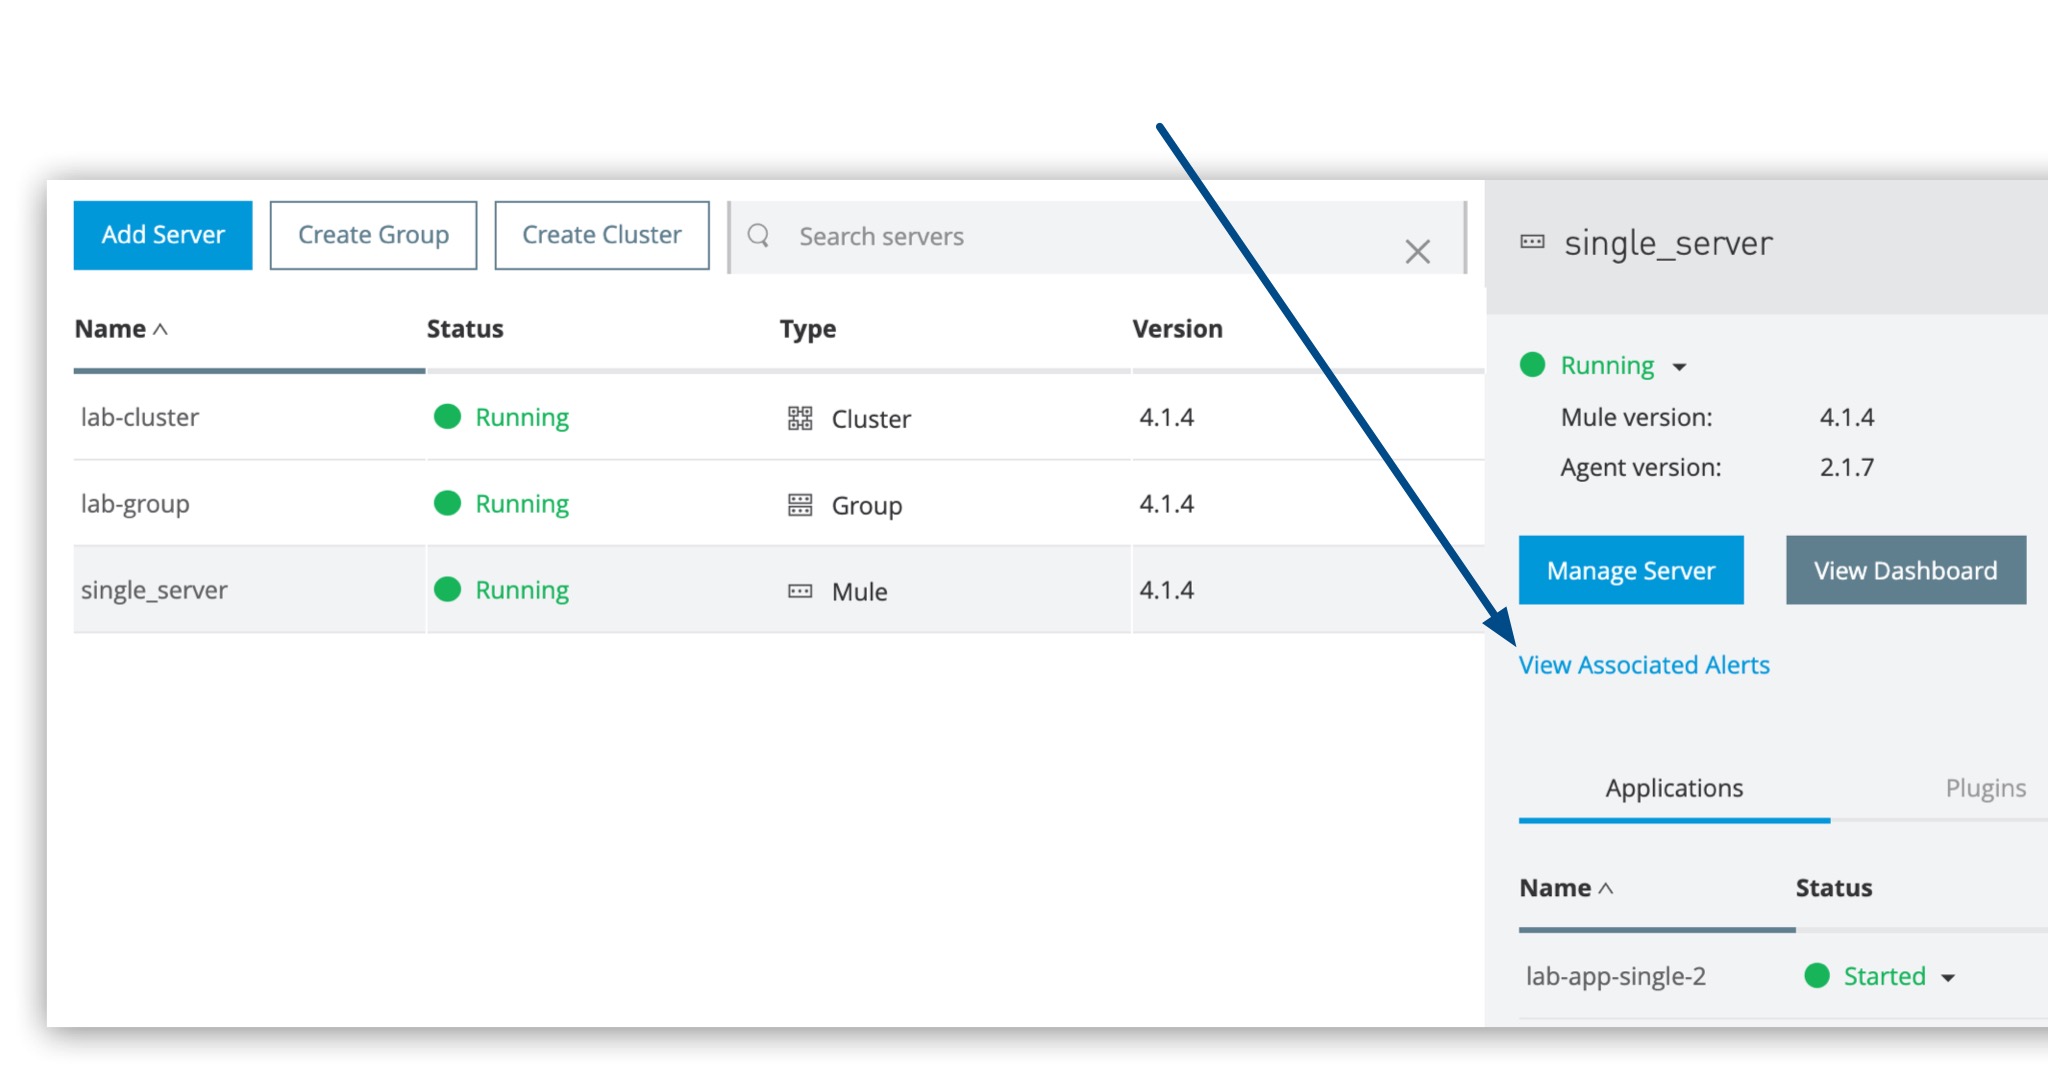 Add Server Create Group Create Cluster Search servers
Name Status Type Version
lab-cluster Running Cluster 4.1.4
lab-group Running Group 4.1.4
single_server Running Mule 4.1.4
single_server
Running
Mule version: 4.1.4
Agent version: 2.1.7
Manage Server View Dashboard
View Associated Alerts
Applications Plugins
Name Status
lab-app-single-2 Started